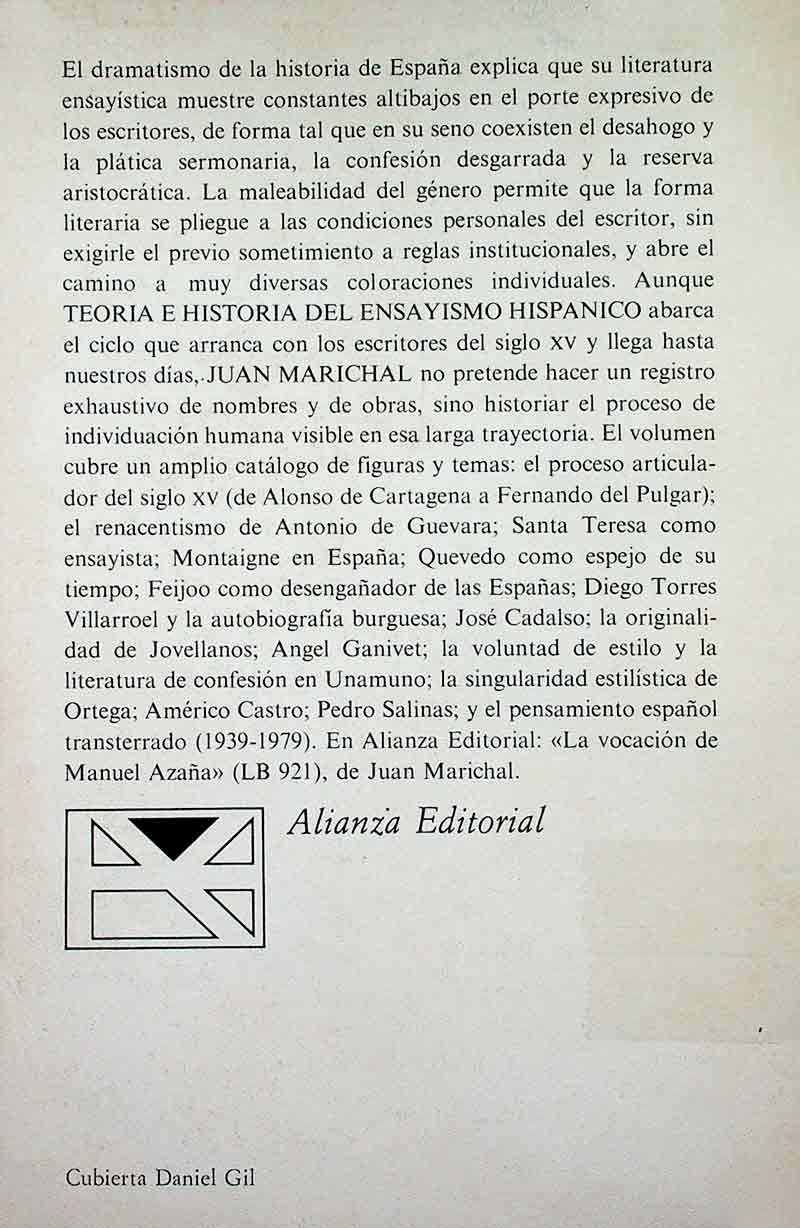 El dramatismo de la historia de España explica que su literatura
ensayística muestre constantes altibajos en el porte expresivo de
los escritores, de forma tal que en su seno coexisten el desahogo y
la plática sermonaria, la confesión desgarrada y la reserva
aristocrática. La maleabilidad del género permite que la forma
literaria se pliegue a las condiciones personales del escritor, sin
exigirle el previo sometimiento a reglas institucionales, y abre el
camino a muy diversas coloraciones individuales. Aunque
TEORIA E HISTORIA DEL ENSAYISMO HISPANICO abarca
el ciclo que arranca con los escritores del siglo XV y llega hasta
nuestros días, JUAN MARICHAL no pretende hacer un registro
exhaustivo de nombres y de obras, sino historiar el proceso de
individuación humana visible en esa larga trayectoria. El volumen
cubre un amplio catálogo de figuras y temas: el proceso articula-
dor del siglo XV (de Alonso de Cartagena a Fernando del Pulgar);
el renacentismo de Antonio de Guevara; Santa Teresa como
ensayista; Montaigne en España; Quevedo como espejo de su
tiempo; Feijoo como desengañador de las Españas; Diego Torres
Villarroel y la autobiografía burguesa; José Cadalso; la originali-
dad de Jovellanos; Angel Ganivet; la voluntad de estilo y la
literatura de confesión en Unamuno; la singularidad estilística de
Ortega; Américo Castro; Pedro Salinas; y el pensamiento español
transterrado (1939-1979). En Alianza Editorial: «La vocación de
Manuel Azaña» (LB 921), de Juan Marichal.
Alianza Editorial
Cubierta Daniel Gil